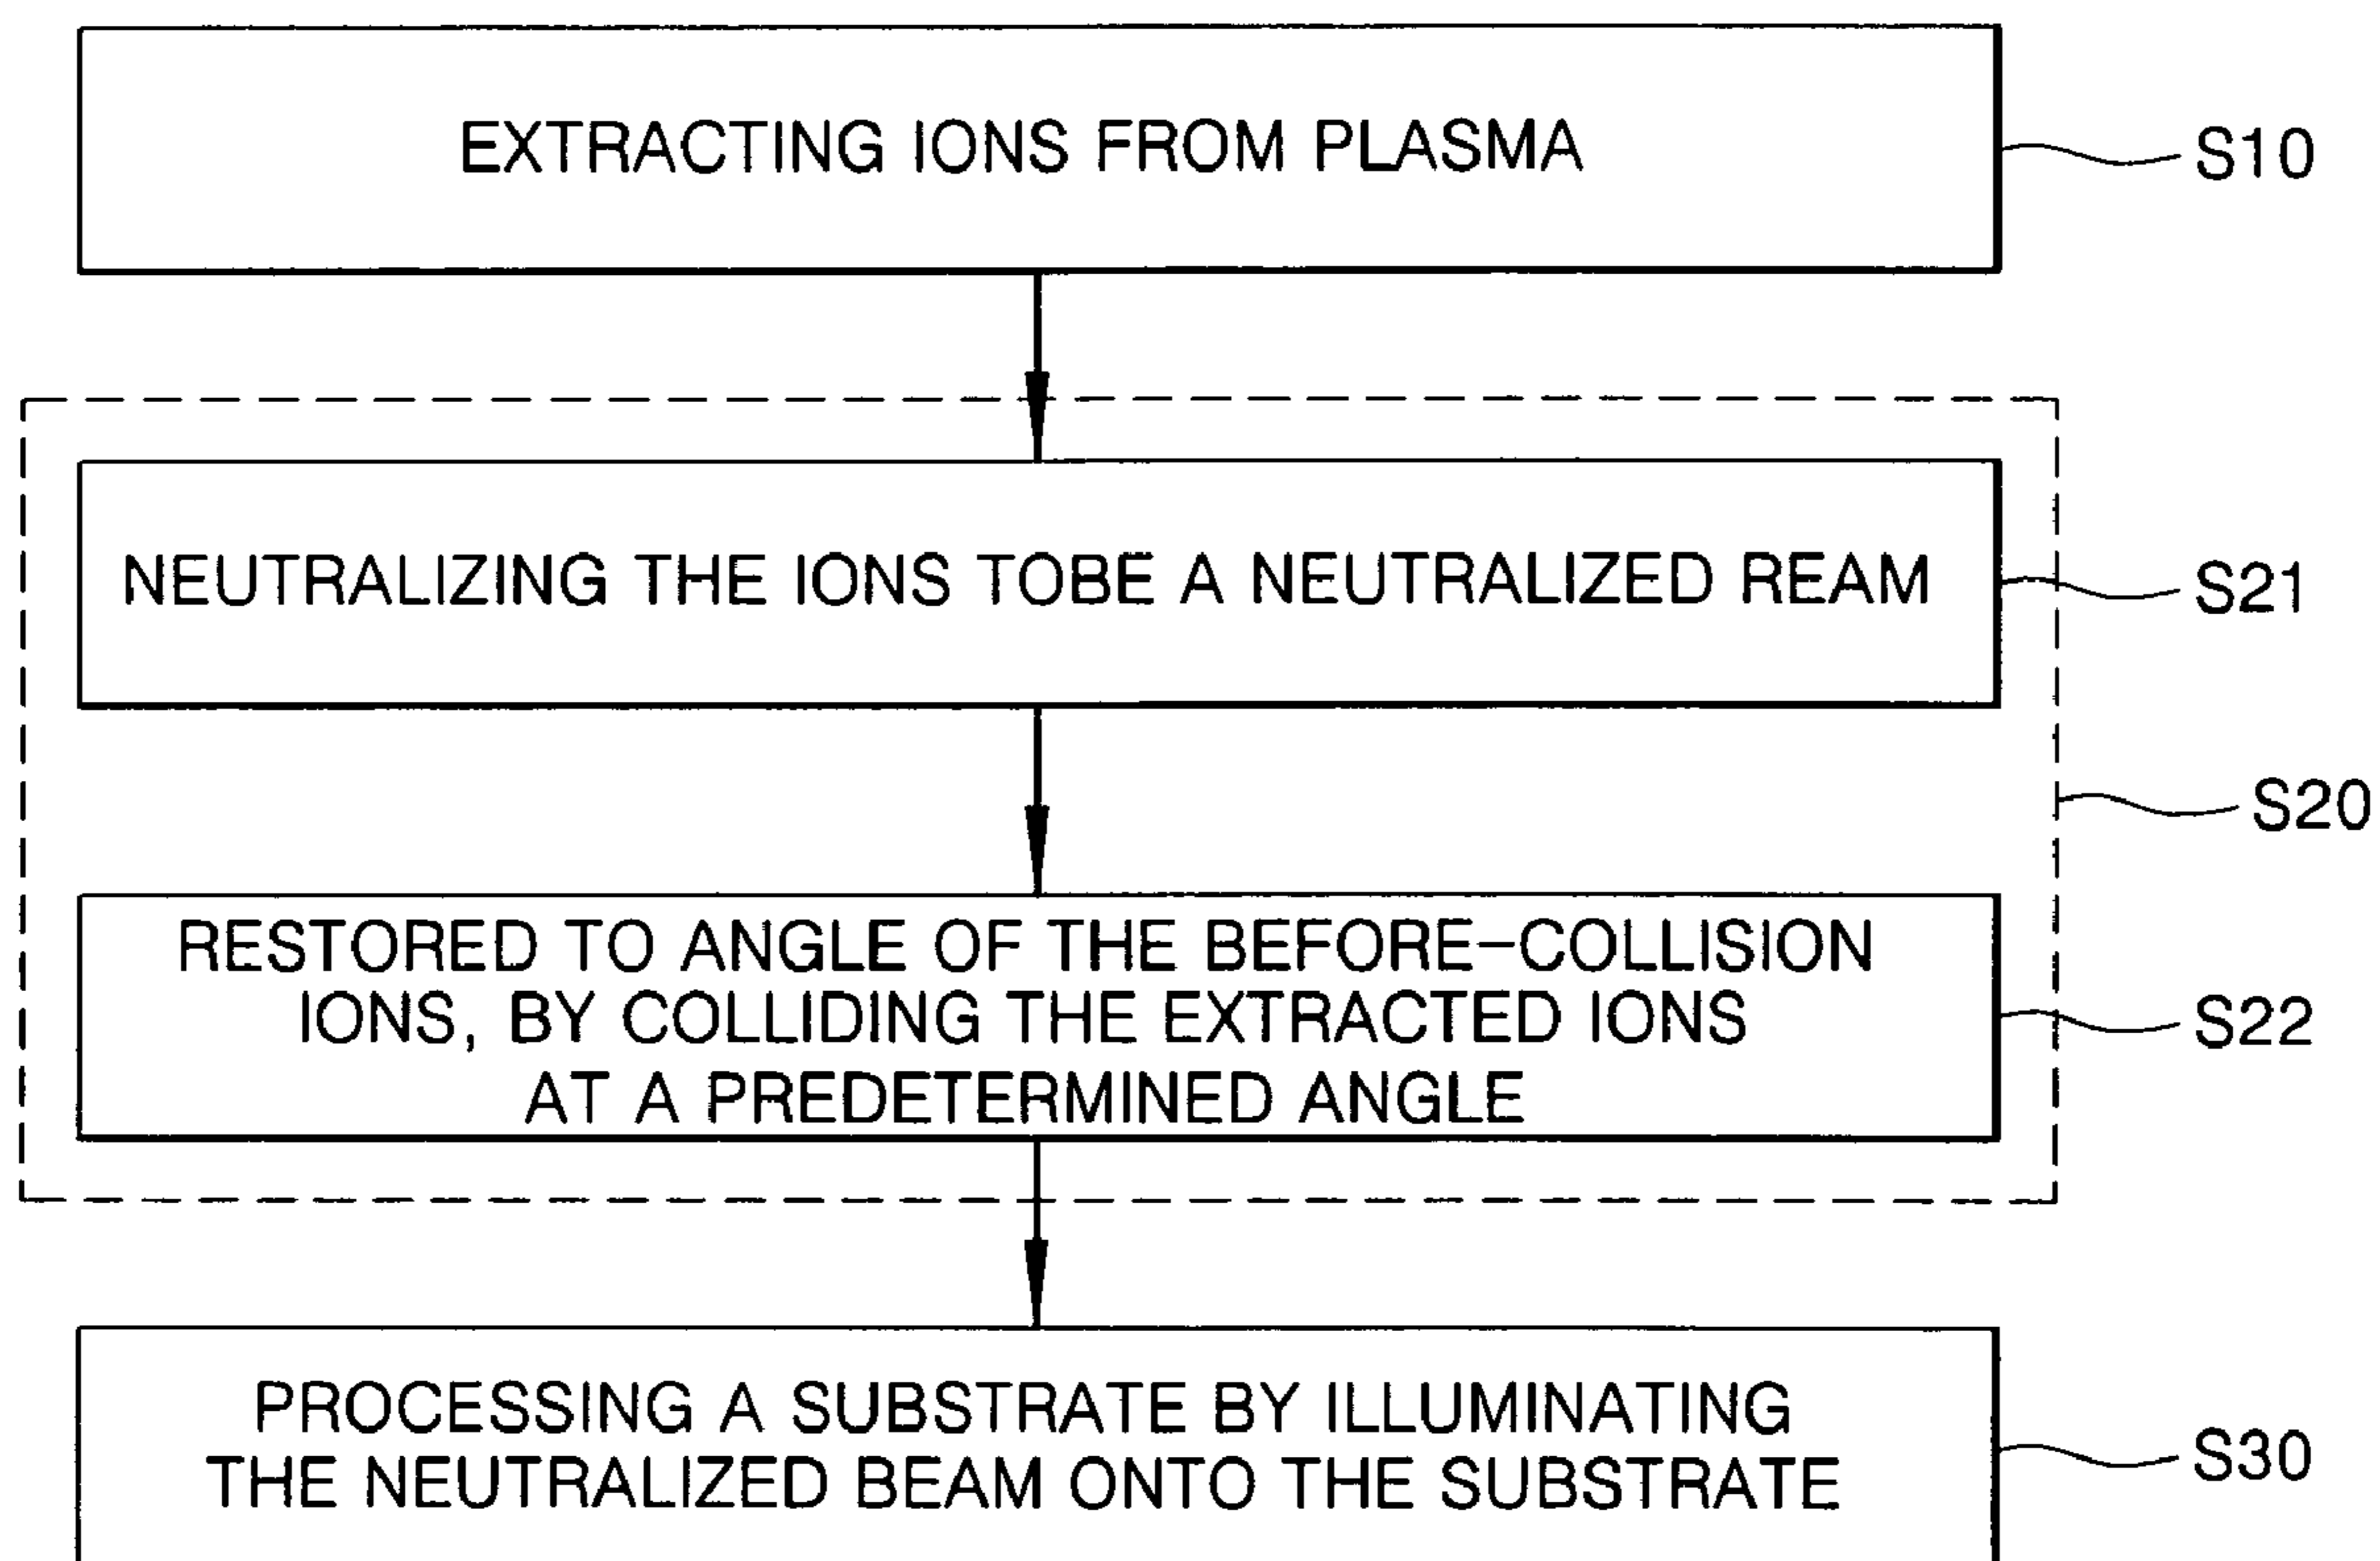 EXTRACTING IONS FROM PLASMA
S10
NEUTRALIZING THE IONS TOBE A NEUTRALIZED REAM
S21
S20
RESTORED TO ANGLE OF THE BEFORE-COLLISION
IONS, BY COLLIDING THE EXTRACTED IONS
AT A PREDETERMINED ANGLE
S22
PROCESSING A SUBSTRATE BY ILLUMINATING
THE NEUTRALIZED BEAM ONTO THE SUBSTRATE
S30